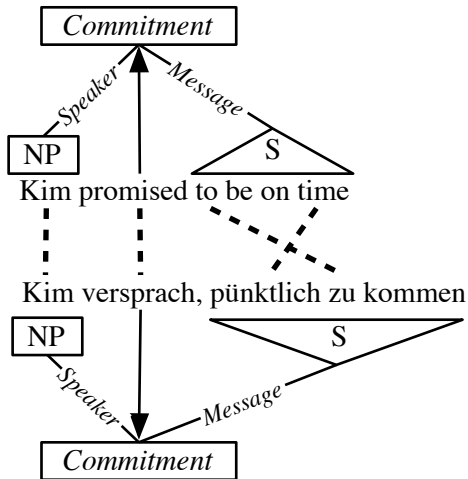 Commitment
Speaker Message
NP S
Kim promised to be on time
Kim versprach, pünktlich zu kommen
NP S
Speaker Message
Commitment